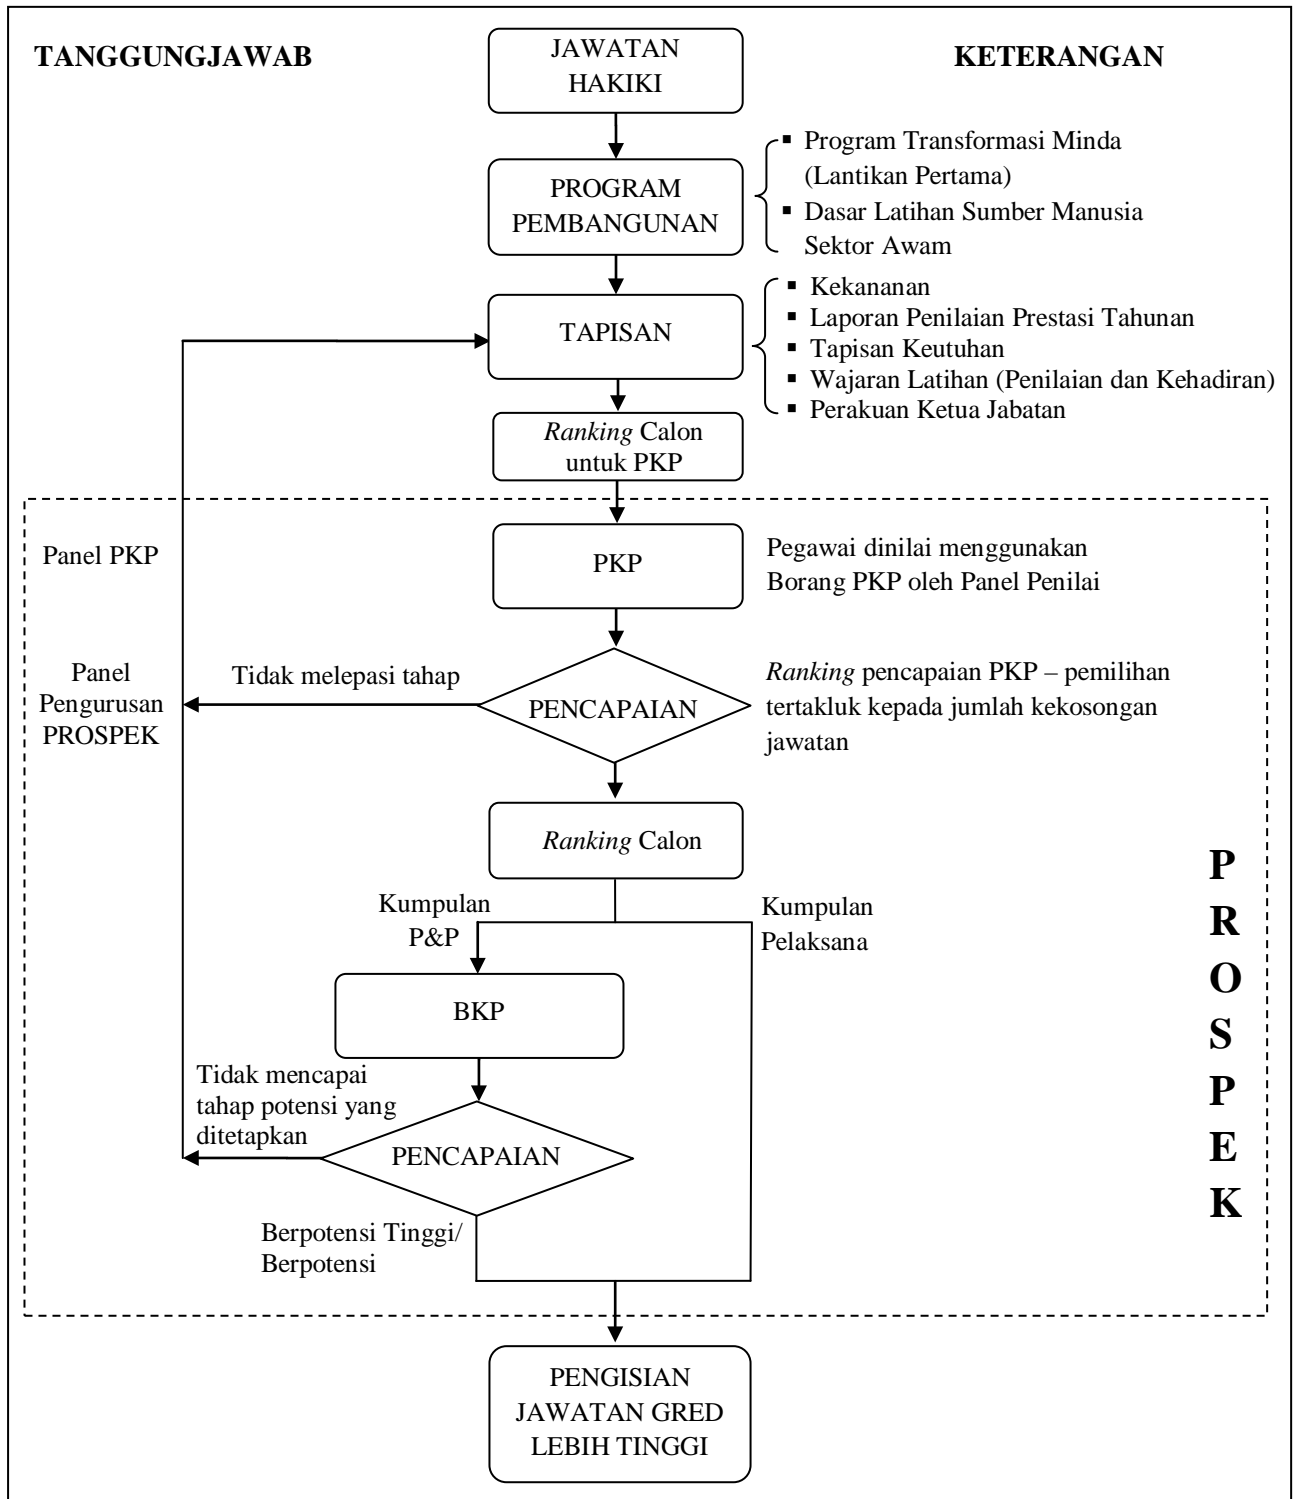 TANGGUNGJAWAB
JAWATAN
HAKIKI
KETERANGAN
PROGRAM
PEMBANGUNAN
▪ Program Transformasi Minda
(Lantikan Pertama)
▪ Dasar Latihan Sumber Manusia
Sektor Awam
TAPISAN
▪ Kekananan
▪ Laporan Penilaian Prestasi Tahunan
▪ Tapisan Keutuhan
▪ Wajaran Latihan (Penilaian dan Kehadiran)
▪ Perakuan Ketua Jabatan
Ranking Calon
untuk PKP
Panel PKP
PKP
Pegawai dinilai menggunakan
Borang PKP oleh Panel Penilai
Panel
Pengurusan
PROSPEK
Tidak melepasi tahap
PENCAPAIAN
Ranking pencapaian PKP – pemilihan
tertakluk kepada jumlah kekosongan
jawatan
Ranking Calon
Kumpulan
P&P
Kumpulan
Pelaksana
BKP
Tidak mencapai
tahap potensi yang
ditetapkan
PENCAPAIAN
Berpotensi Tinggi/
Berpotensi
P
R
O
S
P
E
K
PENGISIAN
JAWATAN GRED
LEBIH TINGGI